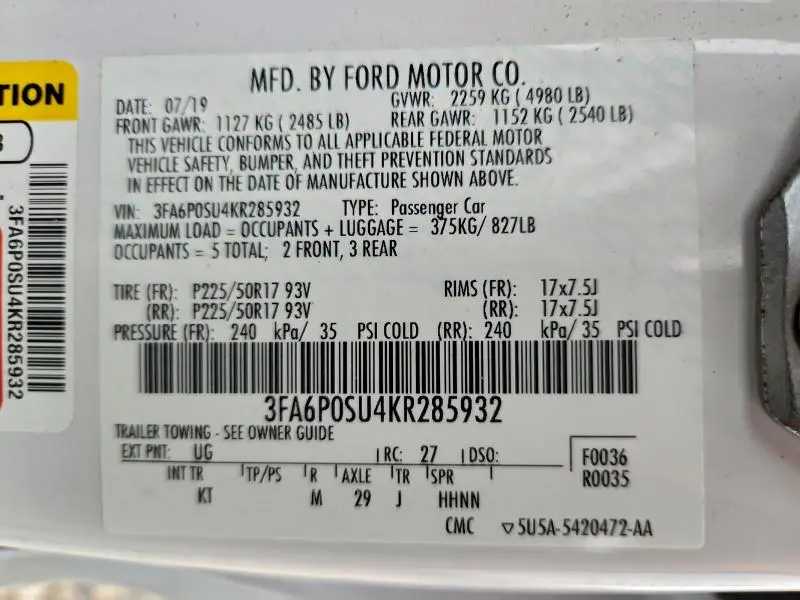 MFD. BY FORD MOTOR CO.
DATE: 07/19 GVWR: 2259 KG ( 4980 LB)
FRONT GAWR: 1127 KG ( 2485 LB) REAR GAWR: 1152 KG ( 2540 LB)
THIS VEHICLE CONFORMS TO ALL APPLICABLE FEDERAL MOTOR
VEHICLE SAFETY, BUMPER, AND THEFT PREVENTION STANDARDS
IN EFFECT ON THE DATE OF MANUFACTURE SHOWN ABOVE.
VIN: 3FA6P0SU4KR285932 TYPE: Passenger Car
MAXIMUM LOAD = OCCUPANTS + LUGGAGE = 375KG/ 827LB
OCCUPANTS = 5 TOTAL; 2 FRONT, 3 REAR
TIRE (FR): P225/50R17 93V RIMS (FR): 17x7.5J
(RR): P225/50R17 93V (RR): 17x7.5J
PRESSURE (FR): 240 kPa/ 35 PSI COLD (RR): 240 kPa/ 35 PSI COLD
3FA6P0SU4KR285932
TRAILER TOWING - SEE OWNER GUIDE
EXT PNT: UG RC: 27 DSO:
F0036
R0035
INT TR TP/PS R AXLE TR SPR
KT M 29 J HHNN
CMC 5U5A-5420472-AA
3FA6P0SU4KR285932